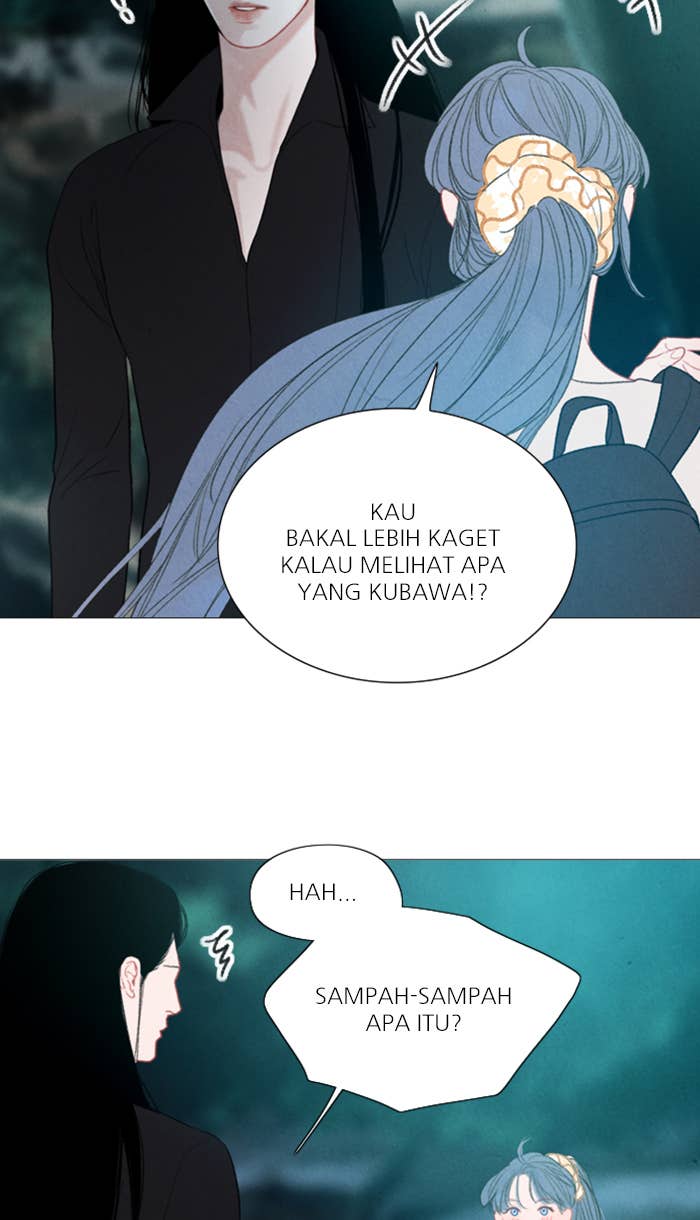 KAU
BAKAL LEBIH KAGET
KALAU MELIHAT APA
YANG KUBAWA!?
HAH...
SAMPAH-SAMPAH
APA ITU?